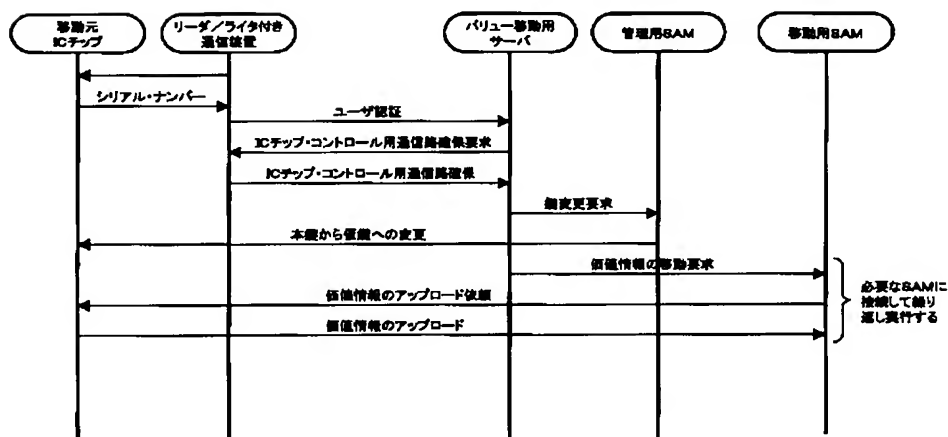 移動元
ICチップ
リーダ/ライタ付き
通信装置
バリュー移動用
サーバ
管理用SAM
移動用SAM
シリアル・ナンバー
ユーザ認証
ICチップ・コントロール用通信路確保要求
ICチップ・コントロール用通信路確保
鍵変更要求
本鍵から仮鍵への変更
価値情報の移動要求
価値情報のアップロード依頼
価値情報のアップロード
必要なSAMに
接続して繰り
返し実行する